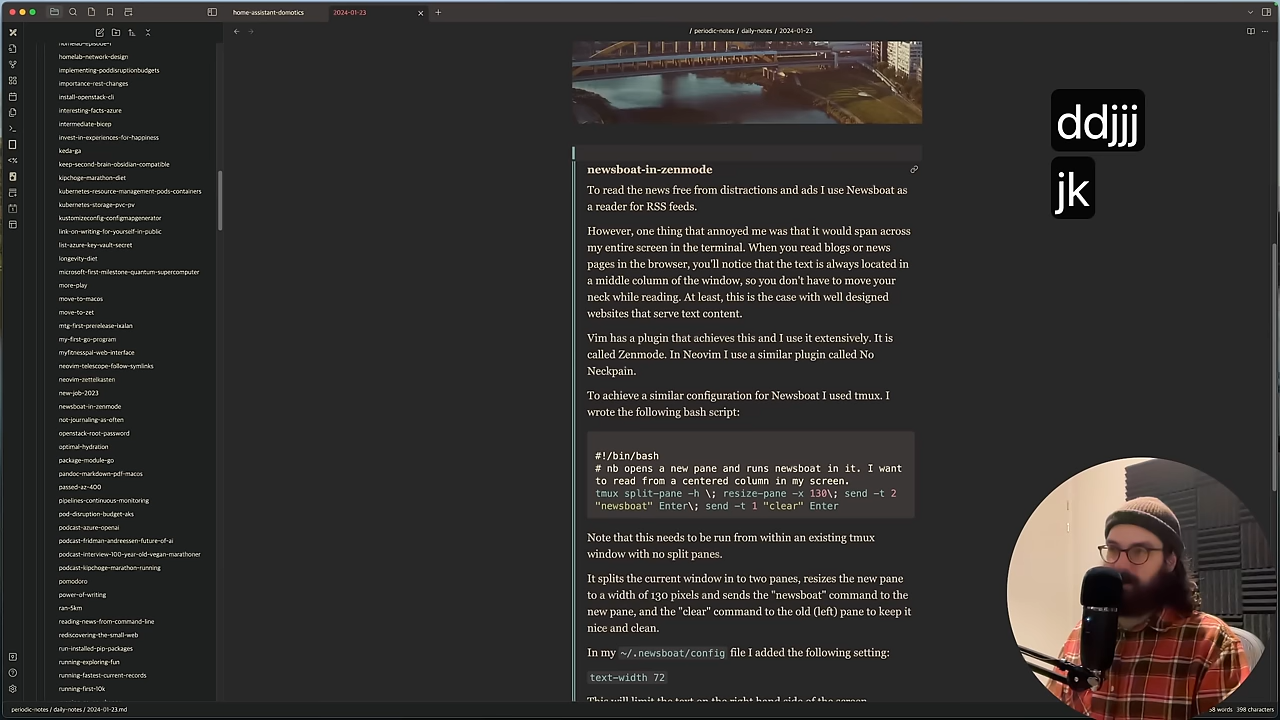 home-assistant-domotics
2024-01-23
/ periodic-notes / daily-notes / 2024-01-23
homelab-network-design
implementing-poddisruptionbudgets
importance-rest-changes
install-openstack-cli
interesting-facts-azure
intermediate-bicep
invest-in-experiences-for-happiness
keda-ga
keep-second-brain-obsidian-compatible
kipchoge-marathon-diet
kubernetes-resource-management-pods-containers
kubernetes-storage-pvc-pv
kustomizeconfig-configmapgenerator
link-on-writing-for-yourself-in-public
list-azure-key-vault-secret
longevity-diet
microsoft-first-milestone-quantum-supercomputer
more-play
move-to-macos
move-to-zet
mtg-first-prerelease-ixalan
my-first-go-program
myfitnesspal-web-interface
neovim-telescope-follow-symlinks
neovim-zettelkasten
new-job-2023
newsboat-in-zenmode
not-journaling-as-often
openstack-root-password
optimal-hydration
package-module-go
pandoc-markdown-pdf-macos
passed-az-400
pipelines-continuous-monitoring
pod-disruption-budget-aks
podcast-azure-openai
podcast-fridman-andreessen-future-of-ai
podcast-interview-100-year-old-vegan-marathoner
podcast-kipchoge-marathon-running
pomodoro
power-of-writing
ran-5km
reading-news-from-command-line
rediscovering-the-small-web
run-installed-pip-packages
running-exploring-fun
running-fastest-current-records
running-first-10k
periodic-notes / daily-notes / 2024-01-23.md
newsboat-in-zenmode
To read the news free from distractions and ads I use Newsboat as
a reader for RSS feeds.
However, one thing that annoyed me was that it would span across
my entire screen in the terminal. When you read blogs or news
pages in the browser, you'll notice that the text is always located in
a middle column of the window, so you don't have to move your
neck while reading. At least, this is the case with well designed
websites that serve text content.
Vim has a plugin that achieves this and I use it extensively. It is
called Zenmode. In Neovim I use a similar plugin called No
Neckpain.
To achieve a similar configuration for Newsboat I used tmux. I
wrote the following bash script:
#!/bin/bash
# nb opens a new pane and runs newsboat in it. I want
to read from a centered column in my screen.
tmux split-pane -h \; resize-pane -x 130\; send -t 2
"newsboat" Enter\; send -t 1 "clear" Enter
Note that this needs to be run from within an existing tmux
window with no split panes.
It splits the current window in to two panes, resizes the new pane
to a width of 130 pixels and sends the "newsboat" command to the
new pane, and the "clear" command to the old (left) pane to keep it
nice and clean.
In my ~/.newsboat/config file I added the following setting:
text-width 72
This will limit the text on the right hand side of the screen
ddjjj
jk
words 398 characters